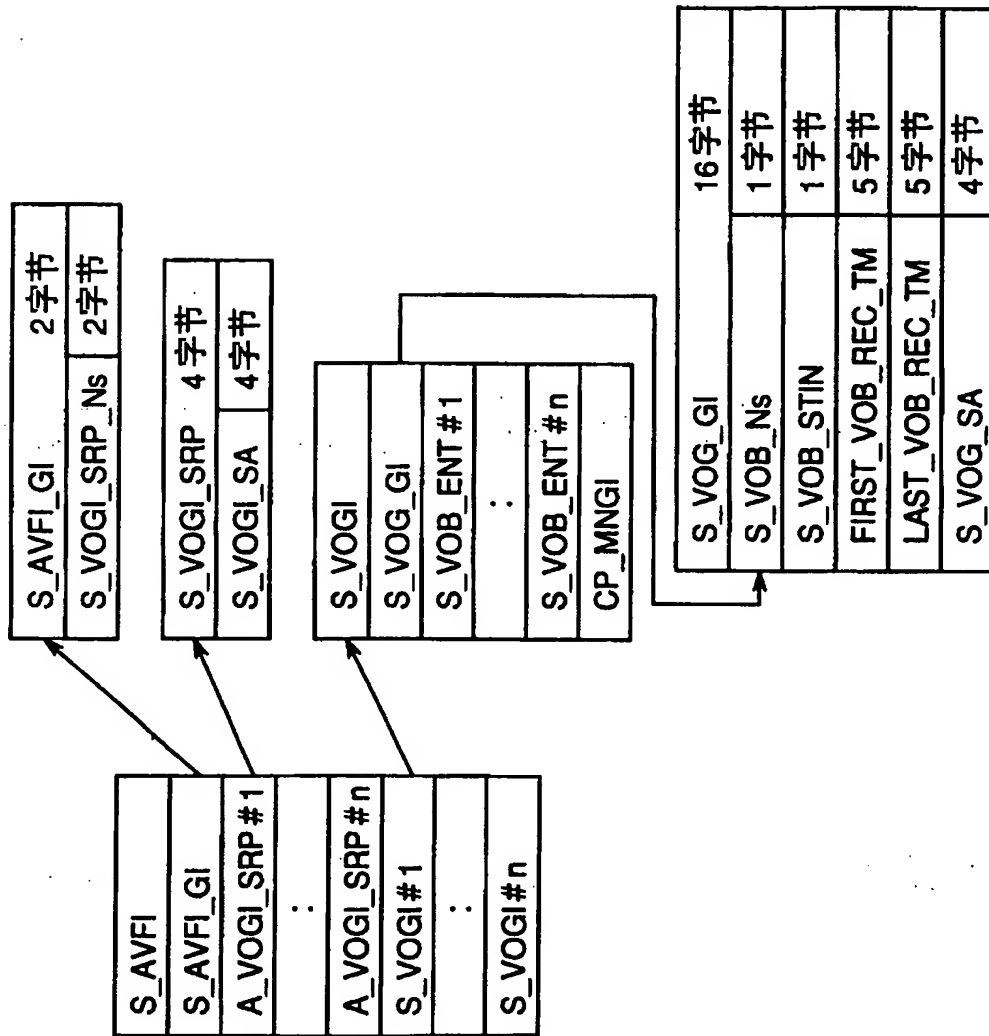 S_AVFI
S_AVFI_GI
A_VOGI_SRP#1
:
A_VOGI_SRP#n
S_VOGI#1
:
S_VOGI#n
S_AVFI_GI 2字节
S_VOGI_SRP_Ns 2字节
S_VOGI_SRP 4字节
S_VOGI_SA 4字节
S_VOGI
S_VOG_GI
S_VOB_ENT#1
:
S_VOB_ENT#n
CP_MNGI
S_VOG_GI 16字节
S_VOB_Ns 1字节
S_VOB_STIN 1字节
FIRST_VOB_REC_TM 5字节
LAST_VOB_REC_TM 5字节
S_VOG_SA 4字节